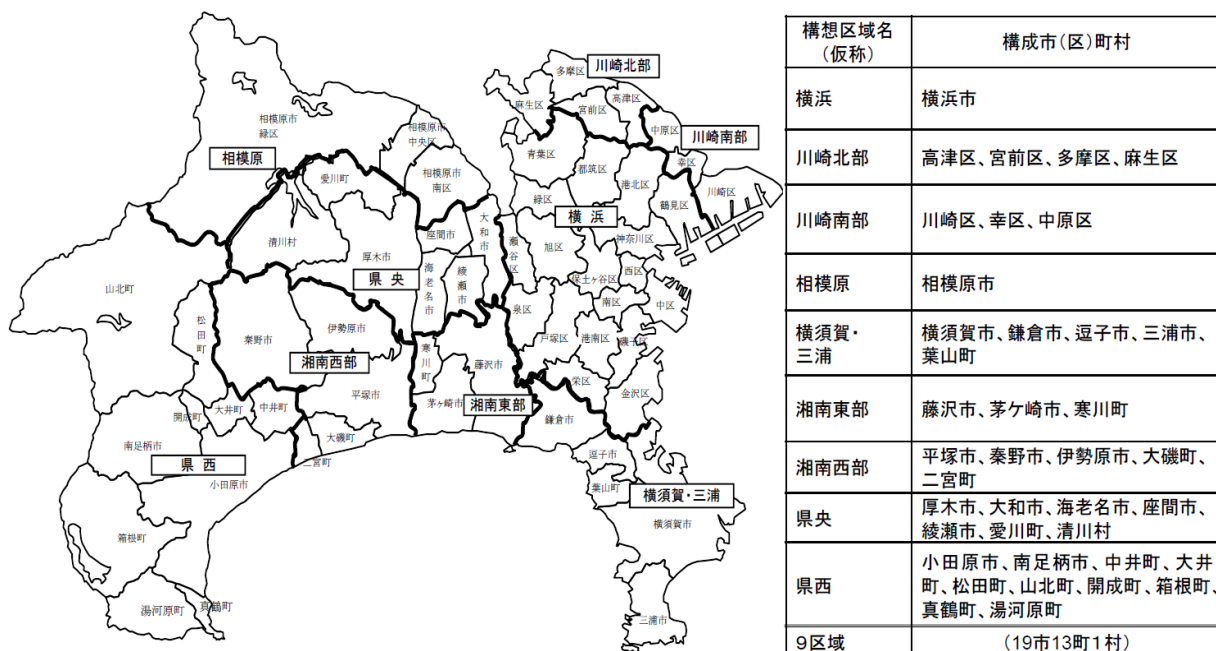 川崎北部
多摩区
麻生区
宮前区
高津区
中原区
川崎南部
幸区
川崎区
相模原市
緑区
相模原
相模原市
中央区
相模原市
南区
愛川町
清川村
厚木市
県央
座間市
大和市
海老名市
綾瀬市
青葉区
都筑区
港北区
鶴見区
緑区
横浜
神奈川区
瀬谷区
旭区
保土ヶ谷区
西区
南区
中区
泉区
戸塚区
港南区
磯子区
栄区
金沢区
山北町
松田町
秦野市
伊勢原市
湘南西部
平塚市
大磯町
二宮町
寒川町
藤沢市
茅ヶ崎市
湘南東部
鎌倉市
逗子市
葉山町
横須賀・三浦
横須賀市
三浦市
開成町
大井町
中井町
南足柄市
県西
小田原市
箱根町
湯河原町
真鶴町
構想区域名
(仮称)
構成市(区)町村
横浜
横浜市
川崎北部
高津区、宮前区、多摩区、麻生区
川崎南部
川崎区、幸区、中原区
相模原
相模原市
横須賀・
三浦
横須賀市、鎌倉市、逗子市、三浦市、
葉山町
湘南東部
藤沢市、茅ケ崎市、寒川町
湘南西部
平塚市、秦野市、伊勢原市、大磯町、
二宮町
県央
厚木市、大和市、海老名市、座間市、
綾瀬市、愛川町、清川村
県西
小田原市、南足柄市、中井町、大井
町、松田町、山北町、開成町、箱根町、
真鶴町、湯河原町
9区域
(19市13町1村)